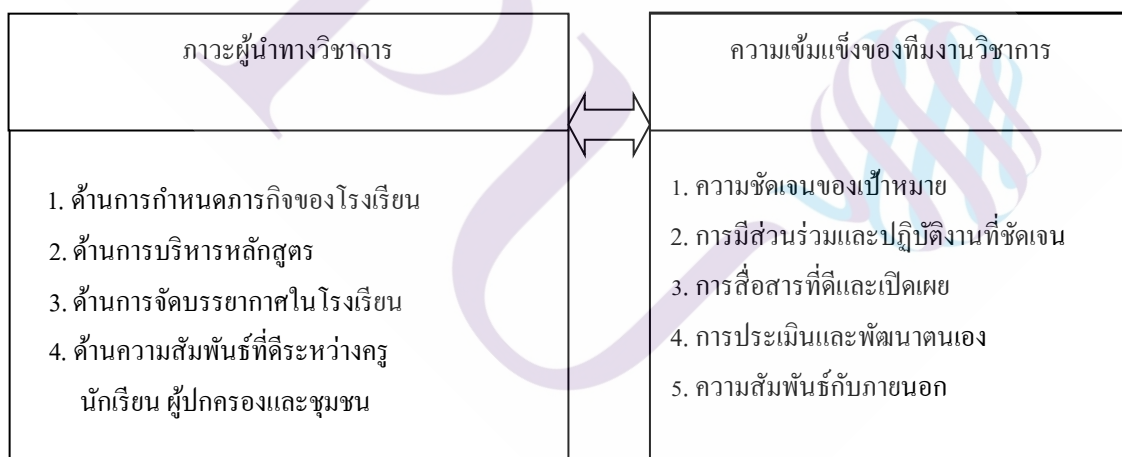 ภาวะผู้นำทางวิชาการ
1. ด้านการกำหนดภารกิจของโรงเรียน
2. ด้านการบริหารหลักสูตร
3. ด้านการจัดบรรยากาศในโรงเรียน
4. ด้านความสัมพันธ์ที่ดีระหว่างครู
นักเรียน ผู้ปกครองและชุมชน
ความเข้มแข็งของทีมงานวิชาการ
1. ความชัดเจนของเป้าหมาย
2. การมีส่วนร่วมและปฏิบัติงานที่ชัดเจน
3. การสื่อสารที่ดีและเปิดเผย
4. การประเมินและพัฒนาตนเอง
5. ความสัมพันธ์กับภายนอก